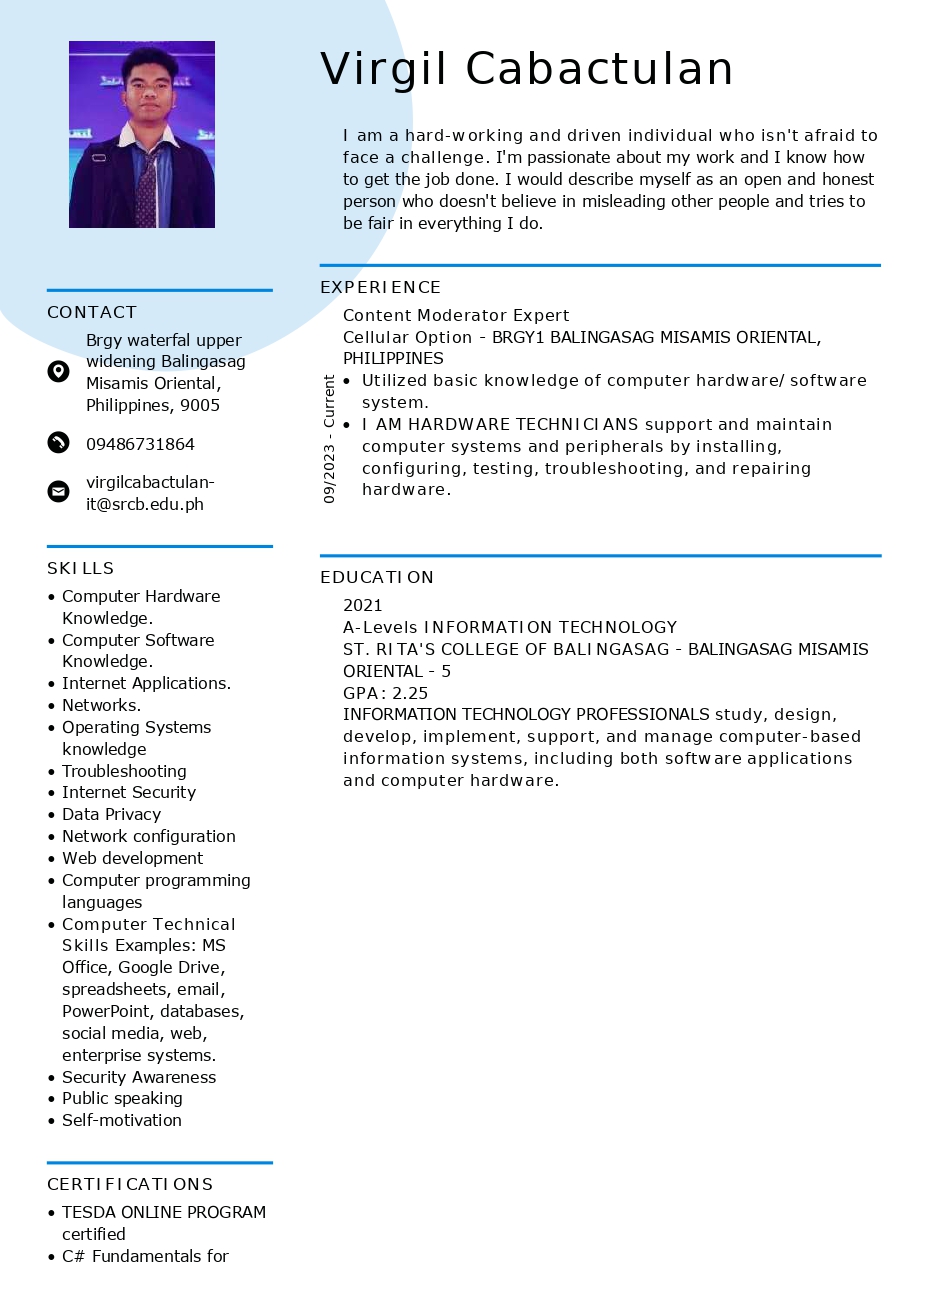 Virgil Cabactulan
I am a hard-working and driven individual who isn't afraid to
face a challenge. I'm passionate about my work and I know how
to get the job done. I would describe myself as an open and honest
person who doesn't believe in misleading other people and tries to
be fair in everything I do.
CONTACT
Brgy waterfal upper
widening Balingasag
Misamis Oriental,
Philippines, 9005
09486731864
virgilcabactulan-
it@srcb.edu.ph
SKILLS
• Computer Hardware
Knowledge.
• Computer Software
Knowledge.
• Internet Applications.
• Networks.
• Operating Systems
knowledge
• Troubleshooting
• Internet Security
• Data Privacy
• Network configuration
• Web development
• Computer programming
languages
• Computer Technical
Skills Examples: MS
Office, Google Drive,
spreadsheets, email,
PowerPoint, databases,
social media, web,
enterprise systems.
• Security Awareness
• Public speaking
• Self-motivation
CERTIFICATIONS
• TESDA ONLINE PROGRAM
certified
• C# Fundamentals for
EXPERIENCE
Content Moderator Expert
Cellular Option - BRGY1 BALINGASAG MISAMIS ORIENTAL,
PHILIPPINES
09/2023 - Current
• Utilized basic knowledge of computer hardware/ software
system.
• I AM HARDWARE TECHNICIANS support and maintain
computer systems and peripherals by installing,
configuring, testing, troubleshooting, and repairing
hardware.
EDUCATION
2021
A-Levels INFORMATION TECHNOLOGY
ST. RITA'S COLLEGE OF BALINGASAG - BALINGASAG MISAMIS
ORIENTAL - 5
GPA: 2.25
INFORMATION TECHNOLOGY PROFESSIONALS study, design,
develop, implement, support, and manage computer-based
information systems, including both software applications
and computer hardware.